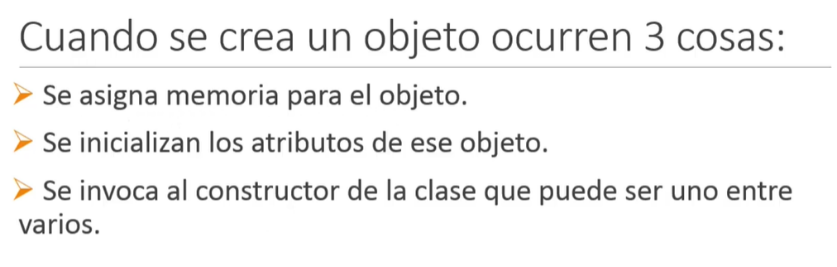 Cuando se crea un objeto ocurren 3 cosas:
Se asigna memoria para el objeto.
Se inicializan los atributos de ese objeto.
Se invoca al constructor de la clase que puede ser uno entre
varios.